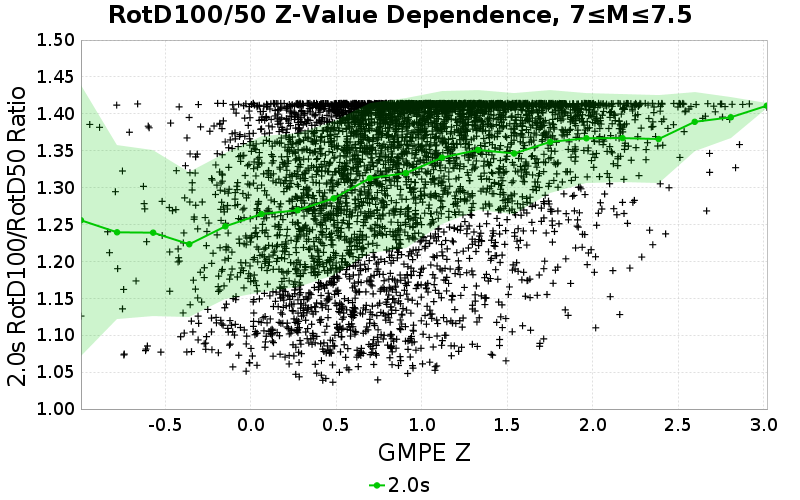 RotD100/50 Z-Value Dependence, 7≤M≤7.5
2.0s RotD100/RotD50 Ratio
1.50
1.45
1.40
1.35
1.30
1.25
1.20
1.15
1.10
1.05
1.00
-0.5 0.0 0.5 1.0 1.5 2.0 2.5 3.0
GMPE Z
2.0s